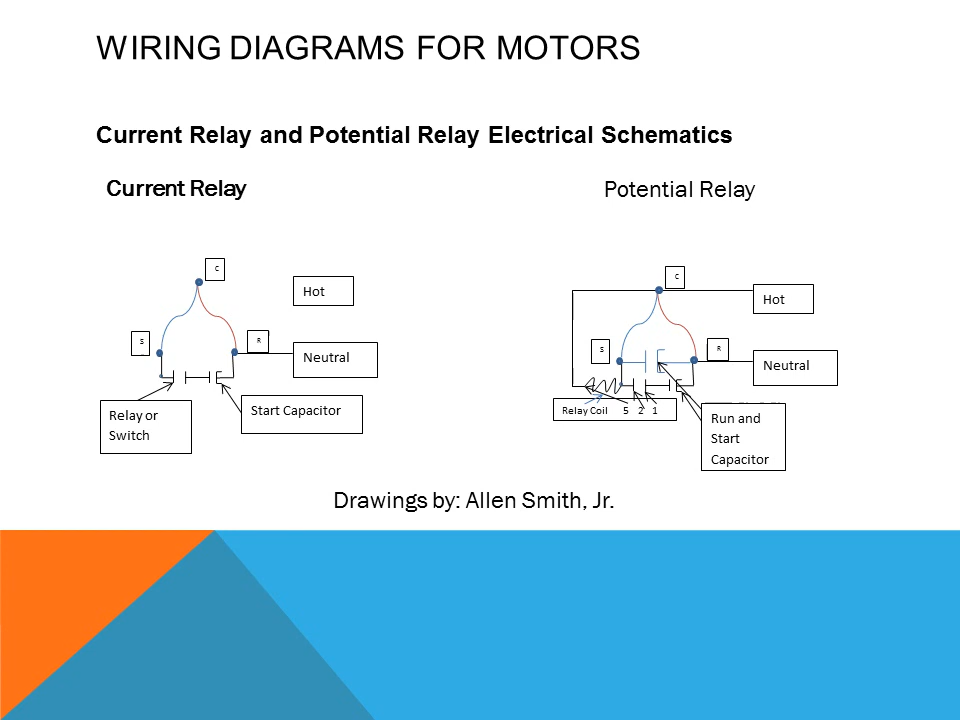 WIRING DIAGRAMS FOR MOTORS
Current Relay and Potential Relay Electrical Schematics
Current Relay
Potential Relay
C
Hot
S
R
Neutral
Relay or
Switch
Start Capacitor
C
Hot
S
R
Neutral
Relay Coil 5 2 1
Run and
Start
Capacitor
Drawings by: Allen Smith, Jr.